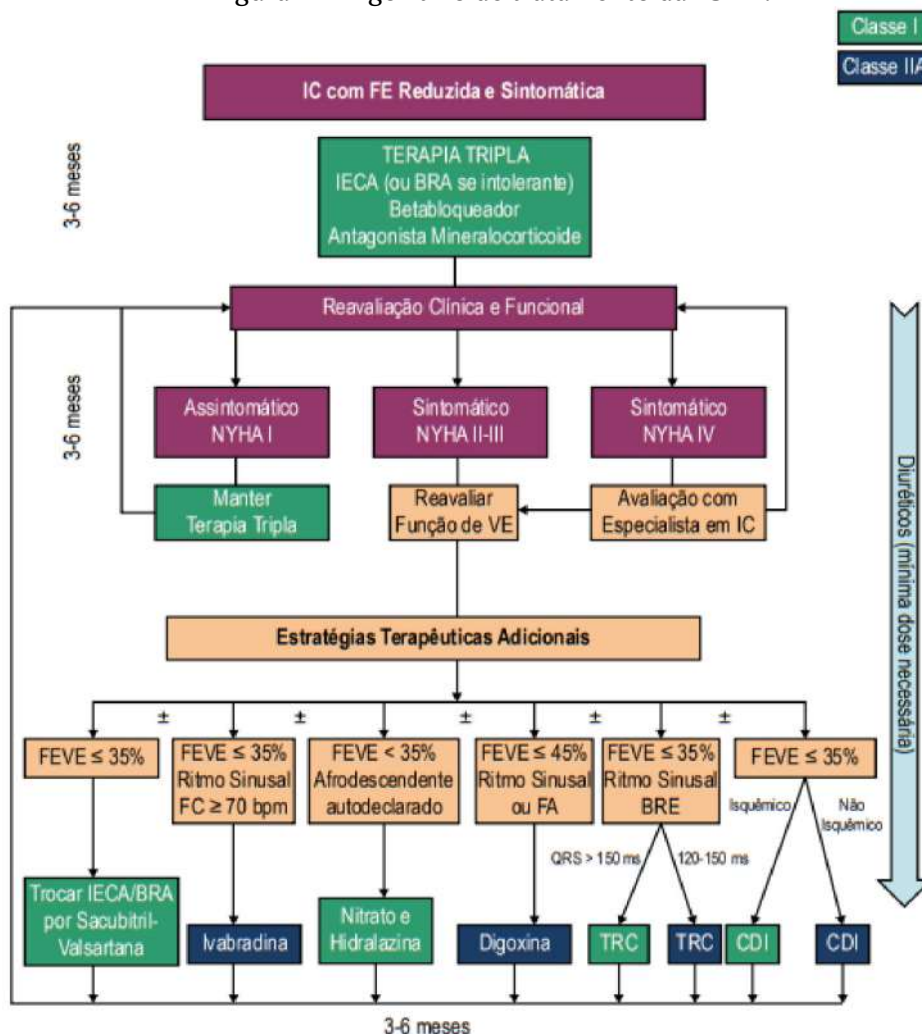 Classe I
Classe IIA
IC com FE Reduzida e Sintomática
3-6 meses
TERAPIA TRIPLA
IECA (ou BRA se intolerante)
Betabloqueador
Antagonista Mineralocorticoide
Reavaliação Clínica e Funcional
3-6 meses
Assintomático
NYHA I
Sintomático
NYHA II-III
Sintomático
NYHA IV
Manter
Terapia Tripla
Reavaliar
Função de VE
Avaliação com
Especialista em IC
Diuréticos (mínima dose necessária)
Estratégias Terapêuticas Adicionais
± ± ± ± ±
FEVE ≤ 35%
FEVE ≤ 35%
Ritmo Sinusal
FC ≥ 70 bpm
FEVE < 35%
Afrodescendente
autodeclarado
FEVE ≤ 45%
Ritmo Sinusal
ou FA
FEVE ≤ 35%
Ritmo Sinusal
BRE
FEVE ≤ 35%
QRS > 150 ms
120-150 ms
Isquêmico
Não
Isquêmico
Trocar IECA/BRA
por Sacubitril-
Valsartana
Ivabradina
Nitrato e
Hidralazina
Digoxina
TRC
TRC
CDI
CDI
3-6 meses